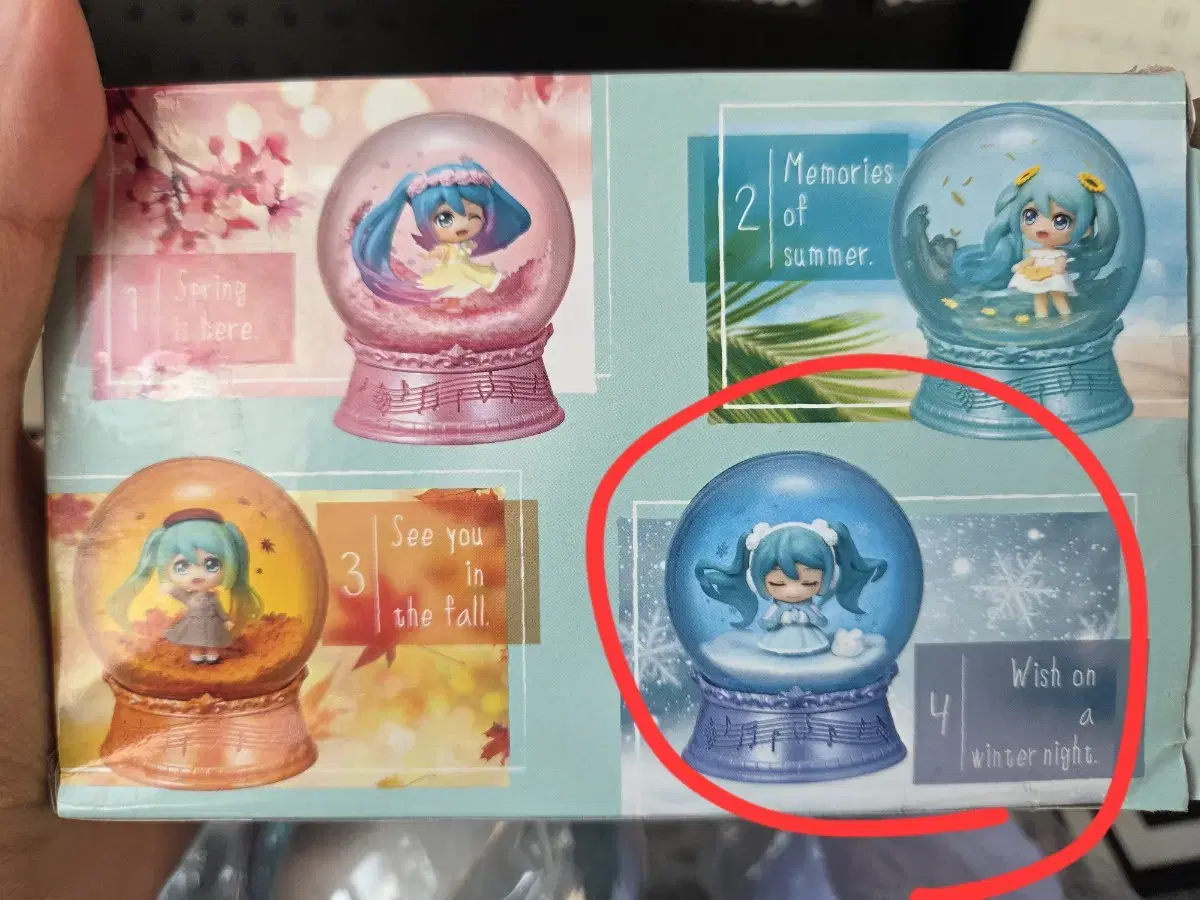 1
Spring
is here.
2
Memories
of
summer.
3
See you
in
the fall.
4
Wish on
a
winter night.